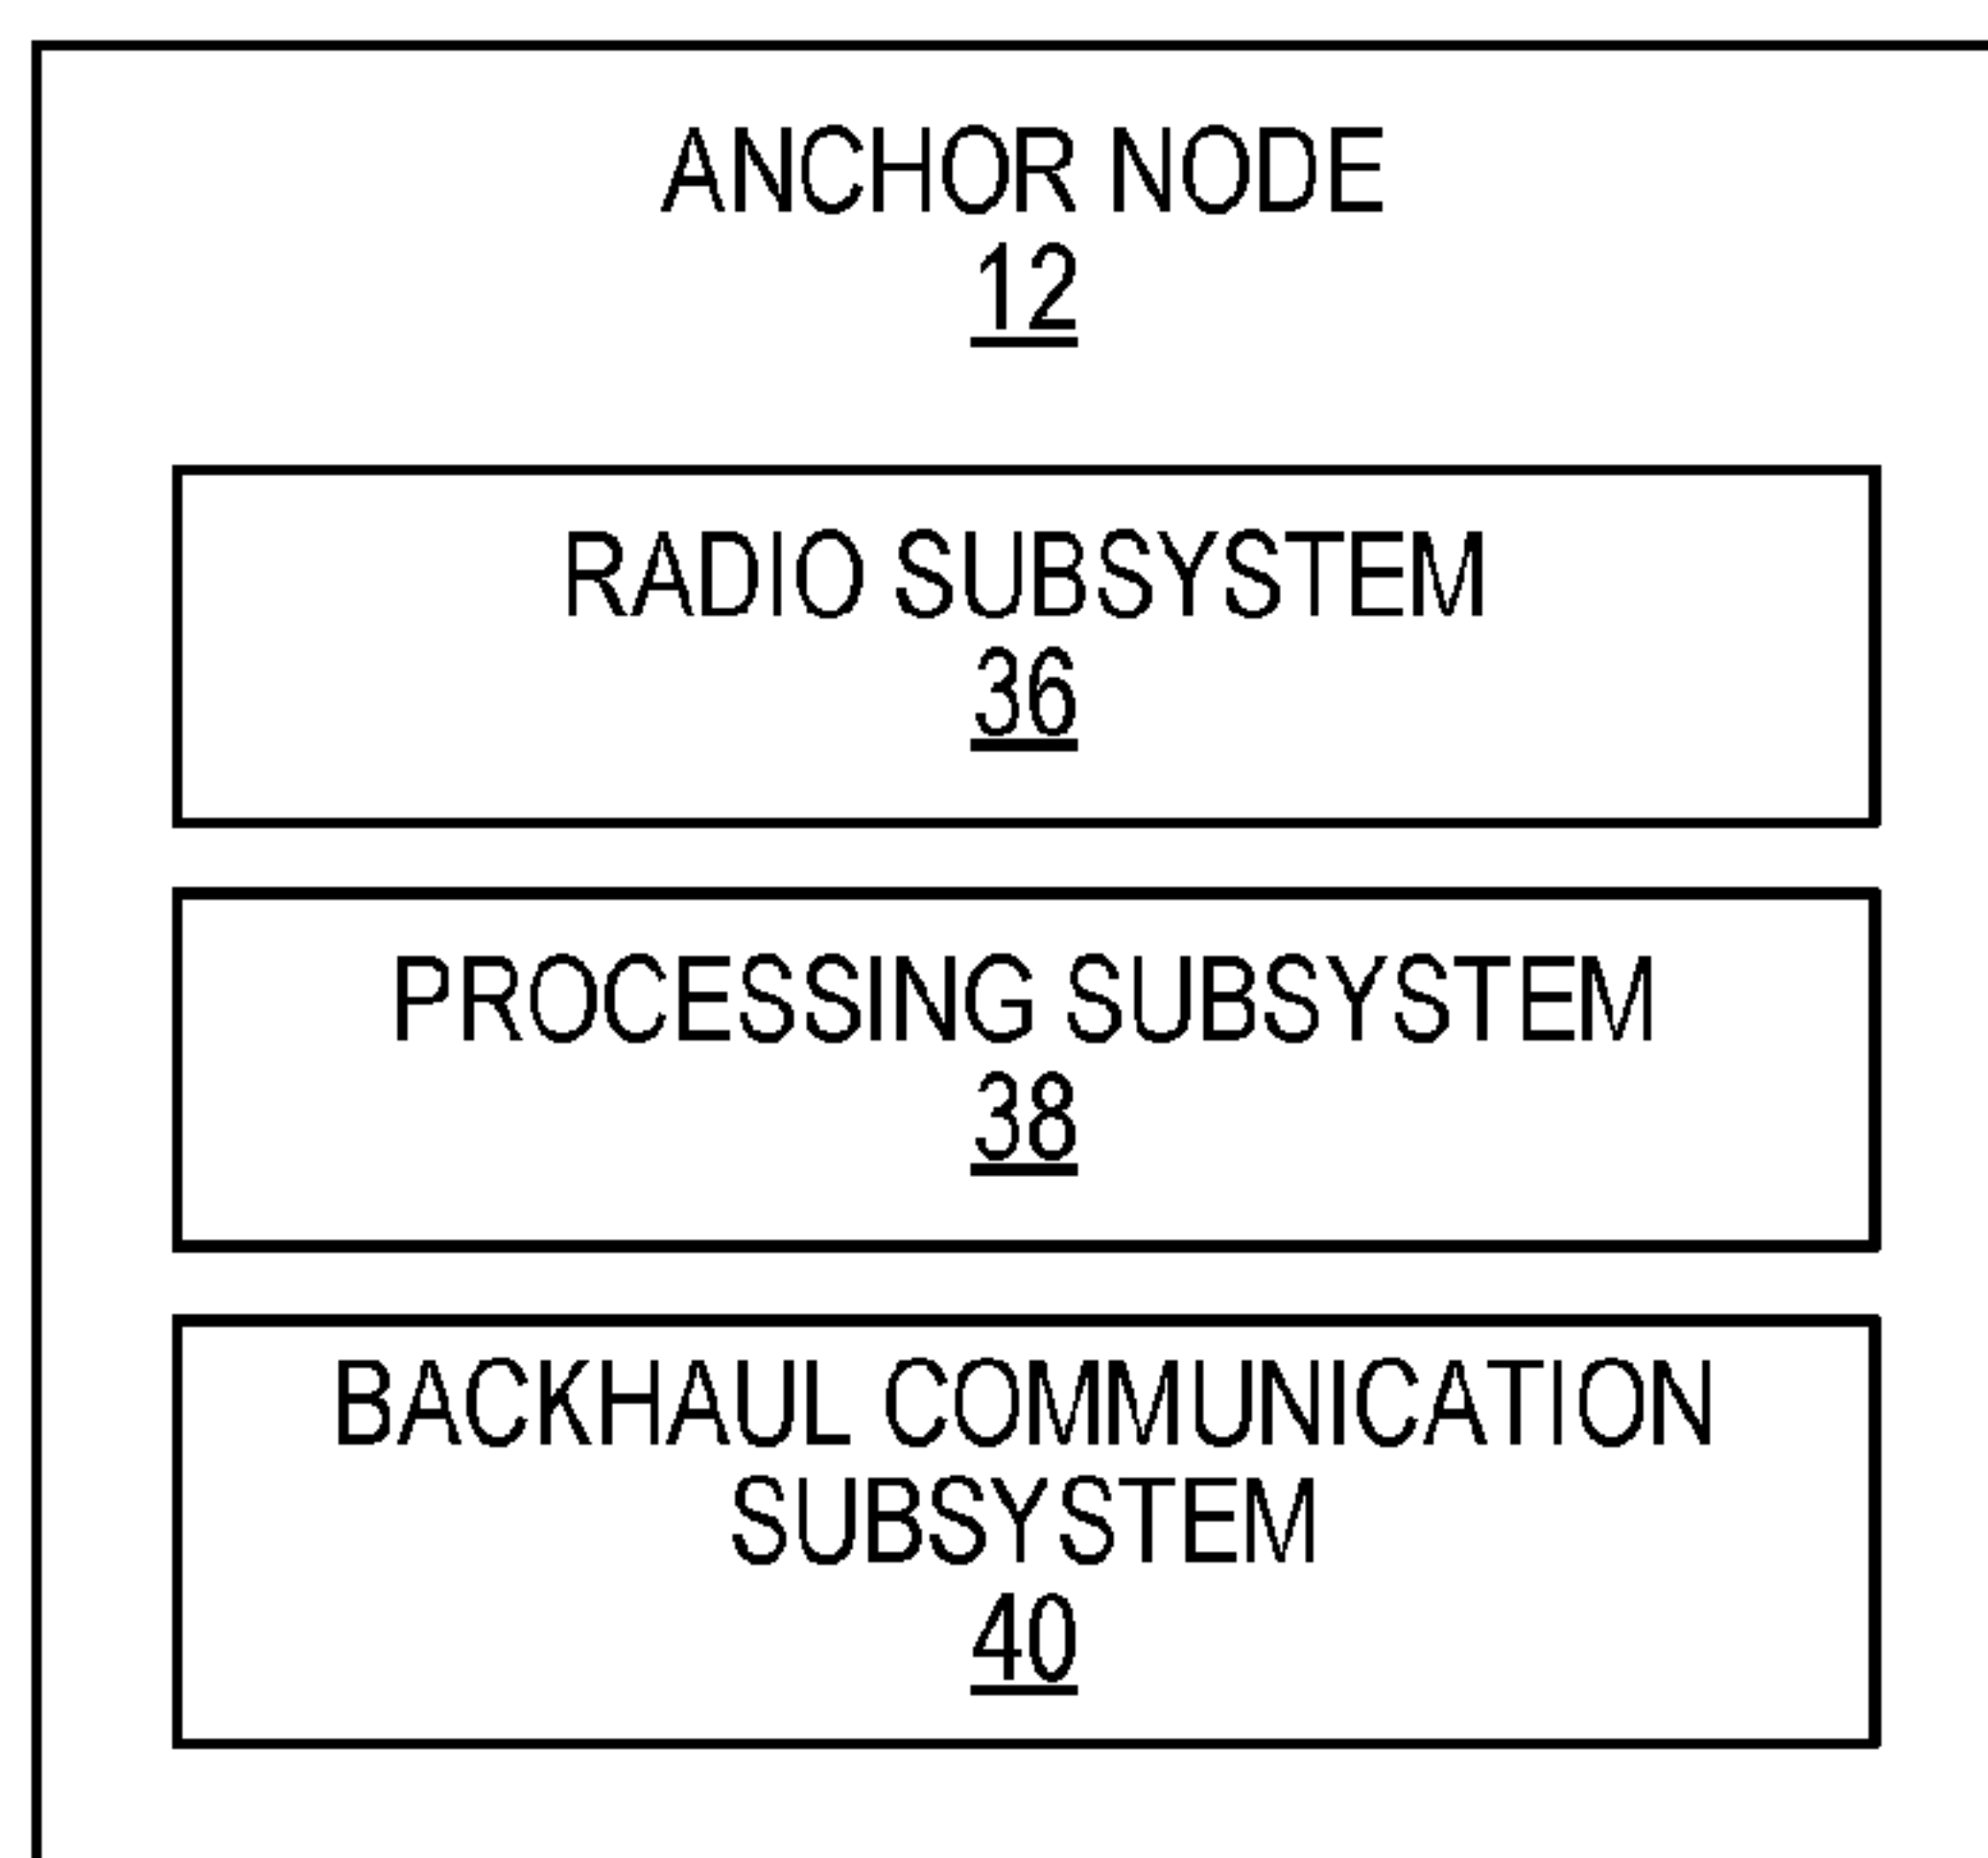 ANCHOR NODE
12
RADIO SUBSYSTEM
36
PROCESSING SUBSYSTEM
38
BACKHAUL COMMUNICATION
SUBSYSTEM
40